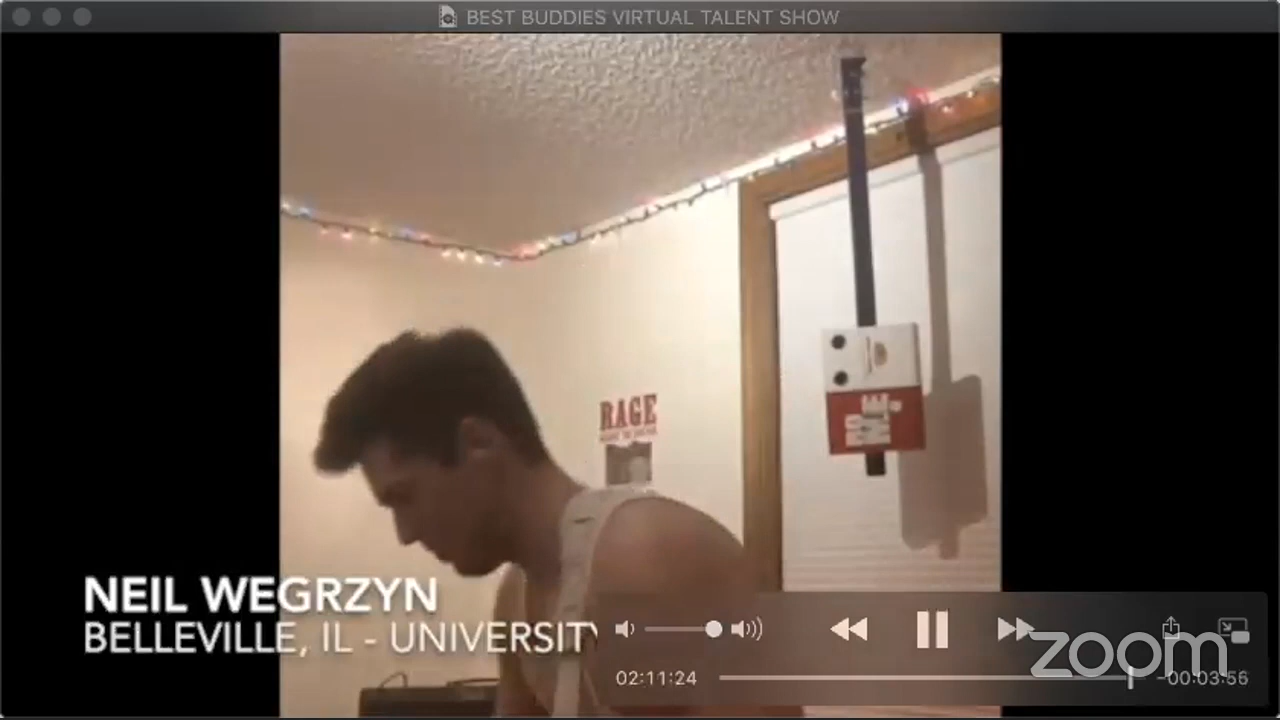 BEST BUDDIES VIRTUAL TALENT SHOW
RAGE
NEIL WEGRZYN
BELLEVILLE, IL - UNIVERSITY
02:11:24
-00:03:56
zoom